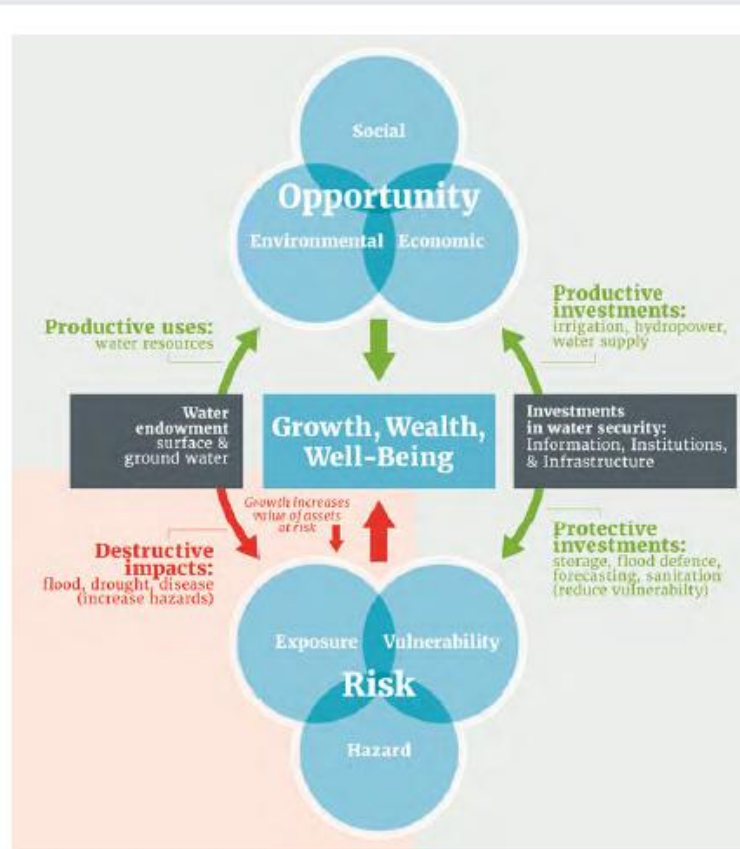 Social
Opportunity
Environmental
Economic
Productive uses:
water resources
Productive
investments:
irrigation, hydropower,
water supply
Water
endowment
surface &
ground water
Growth, Wealth,
Well-Being
Investments
in water security:
Information, Institutions,
& Infrastructure
Growth increases
value of assets
at risk
Destructive
impacts:
flood, drought, disease
(increase hazards)
Protective
investments:
storage, flood defence,
forecasting, sanitation
(reduce vulnerabilty)
Exposure
Vulnerability
Risk
Hazard